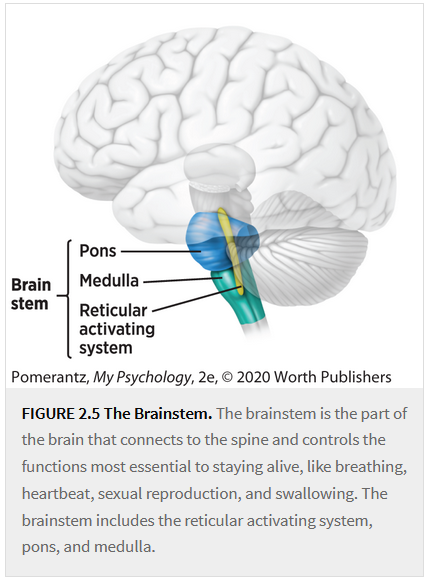 Pons
Medulla
Brain
stem
Reticular
activating
system
Pomerantz, My Psychology, 2e, © 2020 Worth Publishers
FIGURE 2.5 The Brainstem. The brainstem is the part of
the brain that connects to the spine and controls the
functions most essential to staying alive, like breathing,
heartbeat, sexual reproduction, and swallowing. The
brainstem includes the reticular activating system,
pons, and medulla.